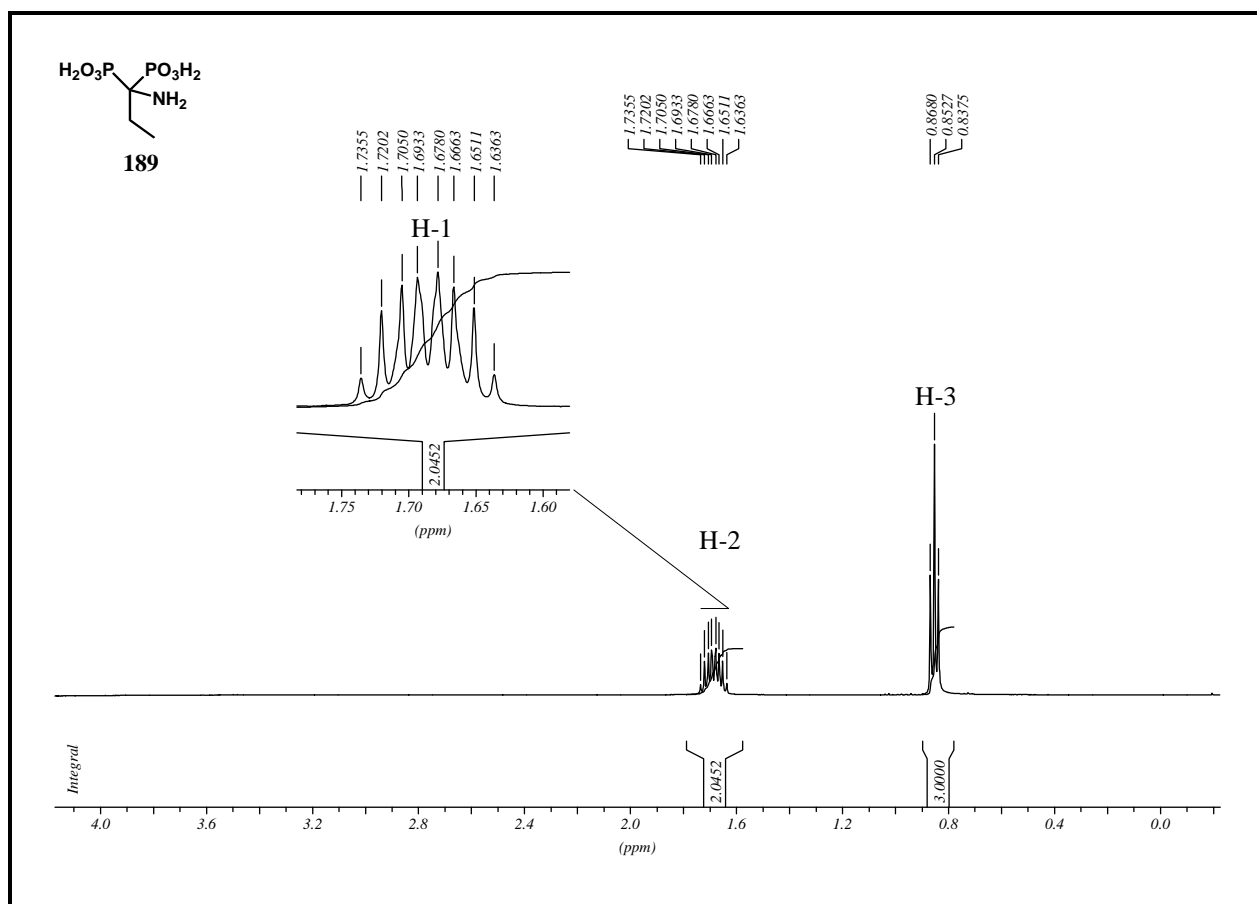 H₂O₃P PO₃H₂
NH₂
189
1.7355
1.7202
1.7050
1.6933
1.6780
1.6663
1.6511
1.6363
1.7355
1.7202
1.7050
1.6933
1.6780
1.6663
1.6511
1.6363
0.8680
0.8527
0.8375
H-1
2.0452
1.75 1.70 1.65 1.60
(ppm)
H-2
H-3
Integral
2.0452
3.0000
4.0 3.6 3.2 2.8 2.4 2.0 1.6 1.2 0.8 0.4 0.0
(ppm)